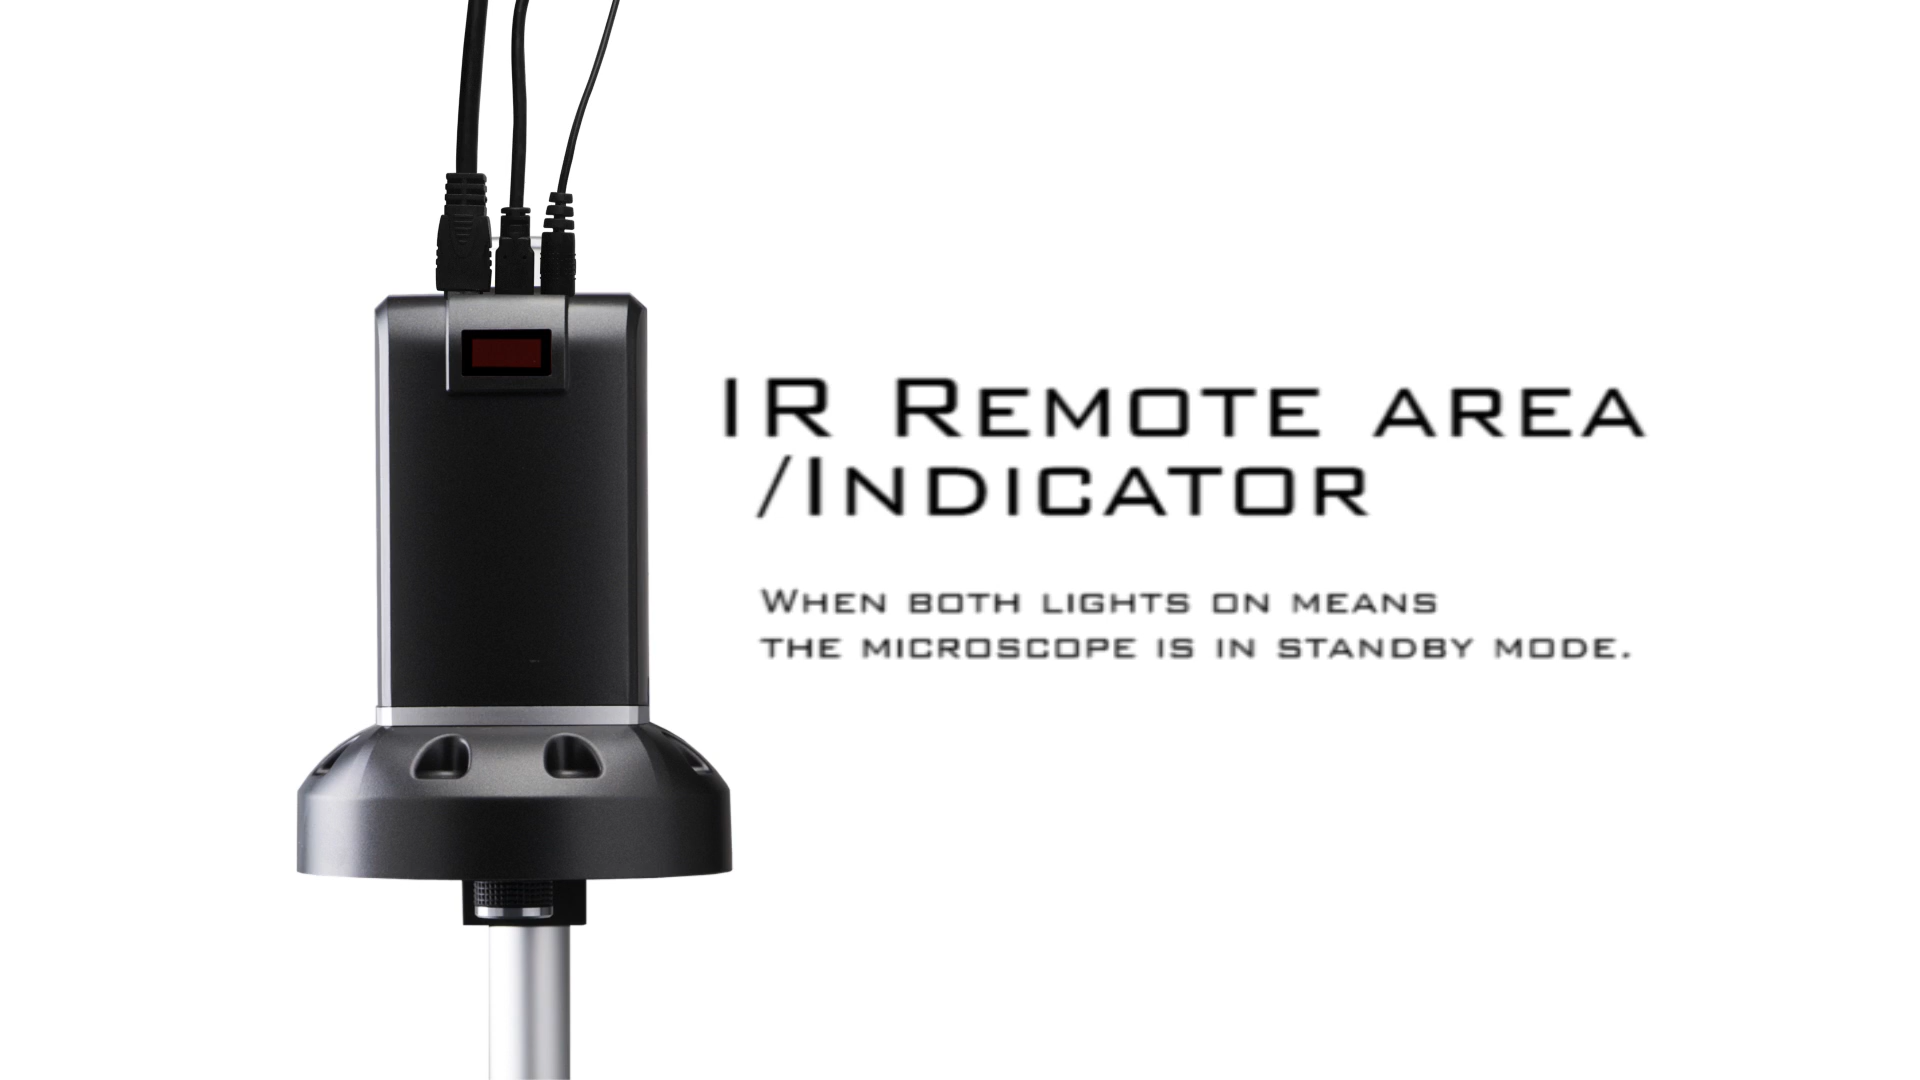 IR Remote area
/Indicator
When both lights on means
the microscope is in standby mode.